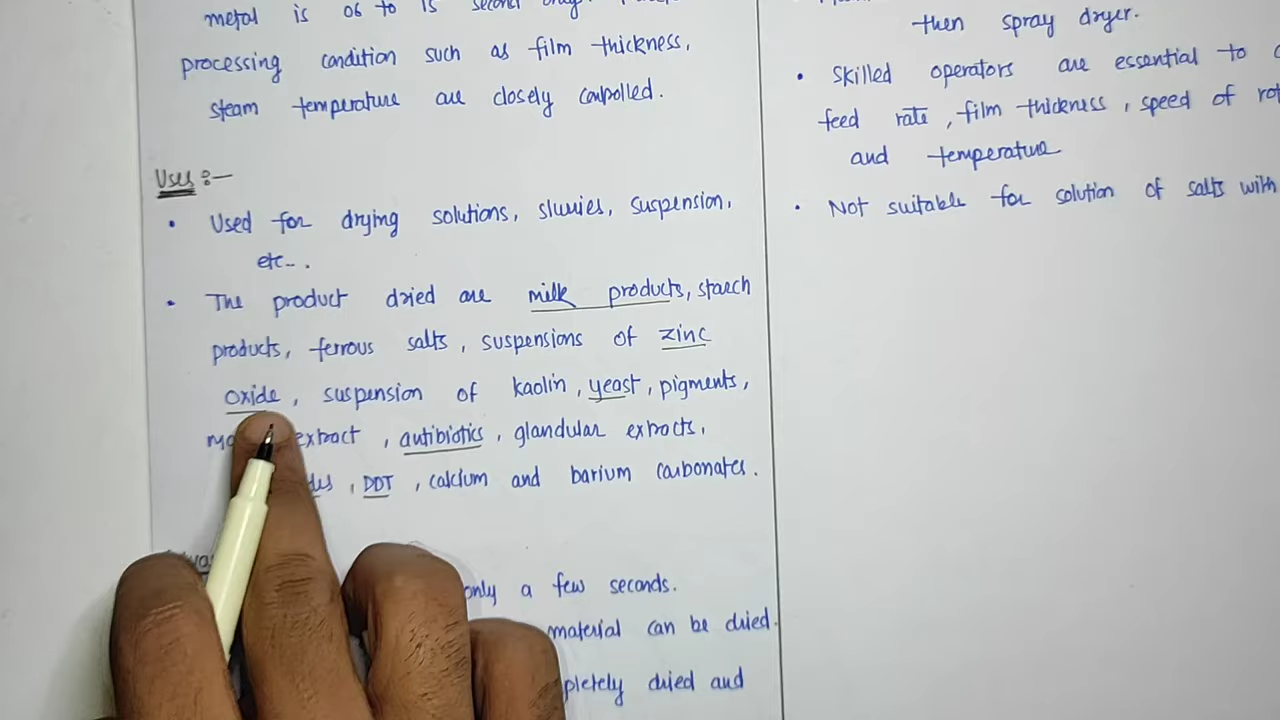 metal is 06 to 15 second only.
processing condition such as film thickness,
steam temperature are closely controlled.
Uses :-
• Used for drying solutions, slurries, suspension,
etc-.
• The product dried are milk products, starch
products, ferrous salts, suspensions of zinc
oxide, suspension of kaolin, yeast, pigments,
extract, antibiotics, glandular extracts,
, DDT, calcium and barium carbonates.
only a few seconds.
material can be dried.
dried and
then spray dryer.
• Skilled operators are essential to
feed rate, film thickness, speed of
and temperature
• Not suitable for solution of salts with